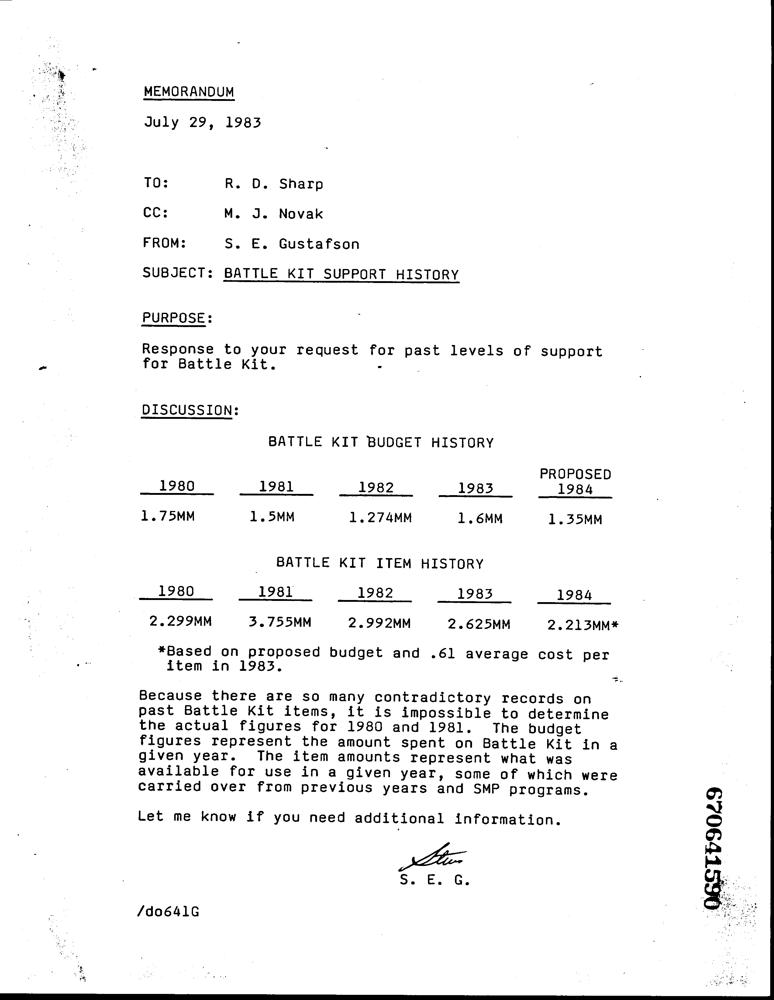 MEMORANDUM
July 29, 1983
TO: R. D. Sharp
CC: M. J. Novak
FROM: S. E. Gustafson
SUBJECT: BATTLE KIT SUPPORT HISTORY
PURPOSE:
Response to your request for past levels of support
for Battle Kit.
DISCUSSION:
BATTLE KIT BUDGET HISTORY
PROPOSED
1980 1981 1982 1983 1984
1.75MM 1.5MM 1.274MM 1.6MM 1.35MM
BATTLE KIT ITEM HISTORY
1980 1981 1982 1983 1984
2.299MM 3.755MM 2.992MM 2.625MM 2.213MM*
*Based on proposed budget and .61 average cost per
item in 1983.
Because there are so many contradictory records on
past Battle Kit items, it is impossible to determine
the actual figures for 1980 and 1981. The budget
figures represent the amount spent on Battle Kit in a
given year. The item amounts represent what was
available for use in a given year, some of which were
carried over from previous years and SMP programs.
Let me know if you need additional information.
S. E. G.
/do641G
670641590